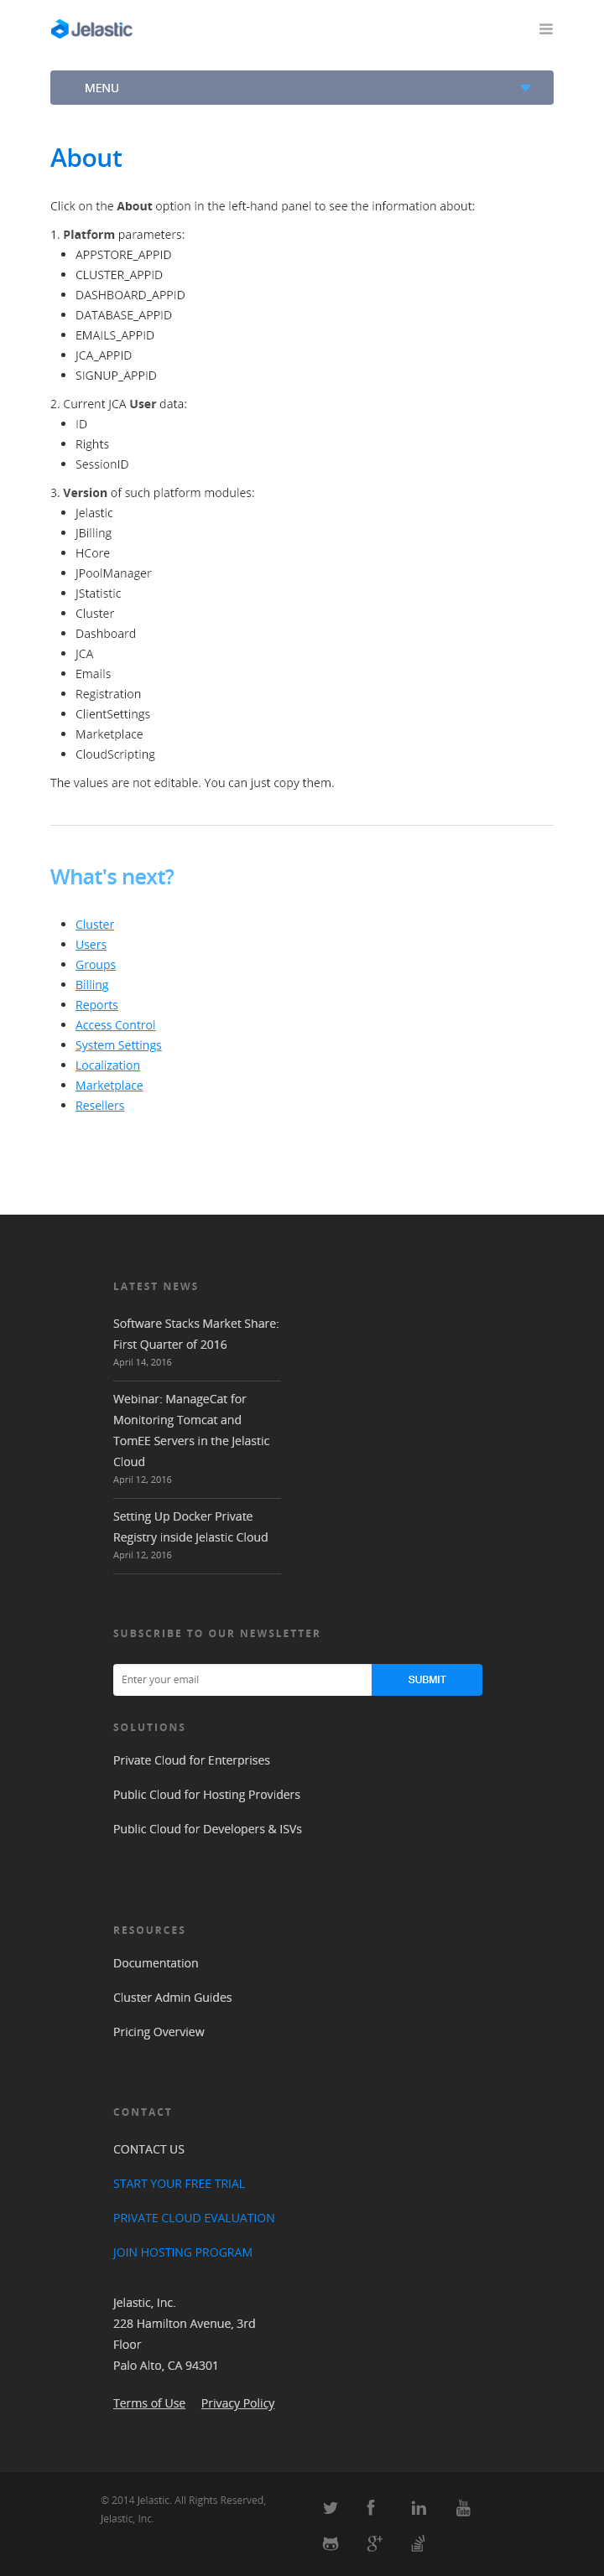 Jelastic
MENU
About
Click on the About option in the left-hand panel to see the information about:
1. Platform parameters:
APPSTORE_APPID
CLUSTER_APPID
DASHBOARD_APPID
DATABASE_APPID
EMAILS_APPID
JCA_APPID
SIGNUP_APPID
2. Current JCA User data:
ID
Rights
SessionID
3. Version of such platform modules:
Jelastic
JBilling
HCore
JPoolManager
JStatistic
Cluster
Dashboard
JCA
Emails
Registration
ClientSettings
Marketplace
CloudScripting
The values are not editable. You can just copy them.
What's next?
Cluster
Users
Groups
Billing
Reports
Access Control
System Settings
Localization
Marketplace
Resellers
LATEST NEWS
Software Stacks Market Share:
First Quarter of 2016
April 14, 2016
Webinar: ManageCat for
Monitoring Tomcat and
TomEE Servers in the Jelastic
Cloud
April 12, 2016
Setting Up Docker Private
Registry inside Jelastic Cloud
April 12, 2016
SUBSCRIBE TO OUR NEWSLETTER
Enter your email SUBMIT
SOLUTIONS
Private Cloud for Enterprises
Public Cloud for Hosting Providers
Public Cloud for Developers & ISVs
RESOURCES
Documentation
Cluster Admin Guides
Pricing Overview
CONTACT
CONTACT US
START YOUR FREE TRIAL
PRIVATE CLOUD EVALUATION
JOIN HOSTING PROGRAM
Jelastic, Inc.
228 Hamilton Avenue, 3rd
Floor
Palo Alto, CA 94301
Terms of Use Privacy Policy
© 2014 Jelastic. All Rights Reserved,
Jelastic, Inc.